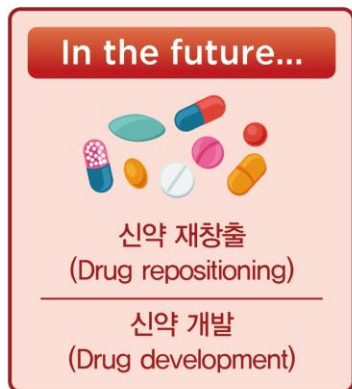 In the future...
신약 재창출
(Drug repositioning)
신약 개발
(Drug development)